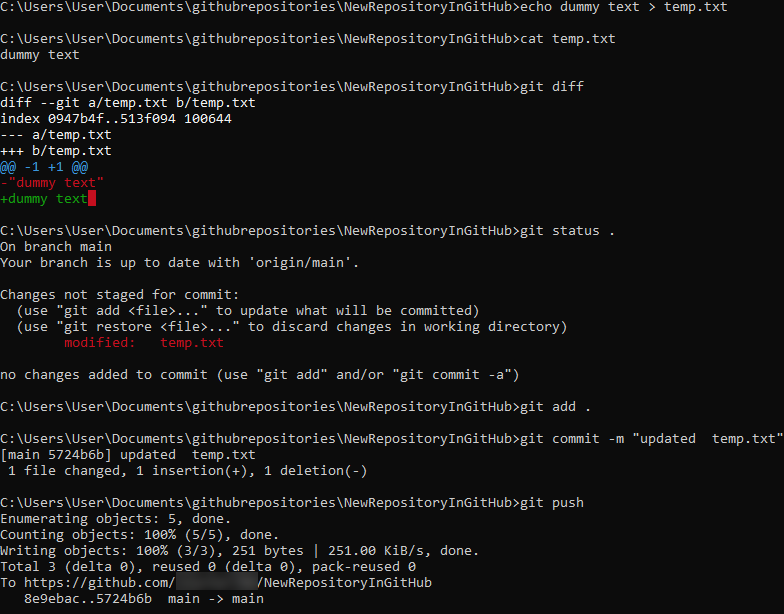 C:\Users\User\Documents\githubrepositories\NewRepositoryInGitHub>echo dummy text > temp.txt
C:\Users\User\Documents\githubrepositories\NewRepositoryInGitHub>cat temp.txt
dummy text
C:\Users\User\Documents\githubrepositories\NewRepositoryInGitHub>git diff
diff --git a/temp.txt b/temp.txt
index 0947b4f..513f094 100644
--- a/temp.txt
+++ b/temp.txt
@@ -1 +1 @@
-"dummy text"
+dummy text
C:\Users\User\Documents\githubrepositories\NewRepositoryInGitHub>git status .
On branch main
Your branch is up to date with 'origin/main'.
Changes not staged for commit:
  (use "git add <file>..." to update what will be committed)
  (use "git restore <file>..." to discard changes in working directory)
        modified:   temp.txt
no changes added to commit (use "git add" and/or "git commit -a")
C:\Users\User\Documents\githubrepositories\NewRepositoryInGitHub>git add .
C:\Users\User\Documents\githubrepositories\NewRepositoryInGitHub>git commit -m "updated  temp.txt"
[main 5724b6b] updated  temp.txt
 1 file changed, 1 insertion(+), 1 deletion(-)
C:\Users\User\Documents\githubrepositories\NewRepositoryInGitHub>git push
Enumerating objects: 5, done.
Counting objects: 100% (5/5), done.
Writing objects: 100% (3/3), 251 bytes | 251.00 KiB/s, done.
Total 3 (delta 0), reused 0 (delta 0), pack-reused 0
To https://github.com/ /NewRepositoryInGitHub
   8e9ebac..5724b6b  main -> main